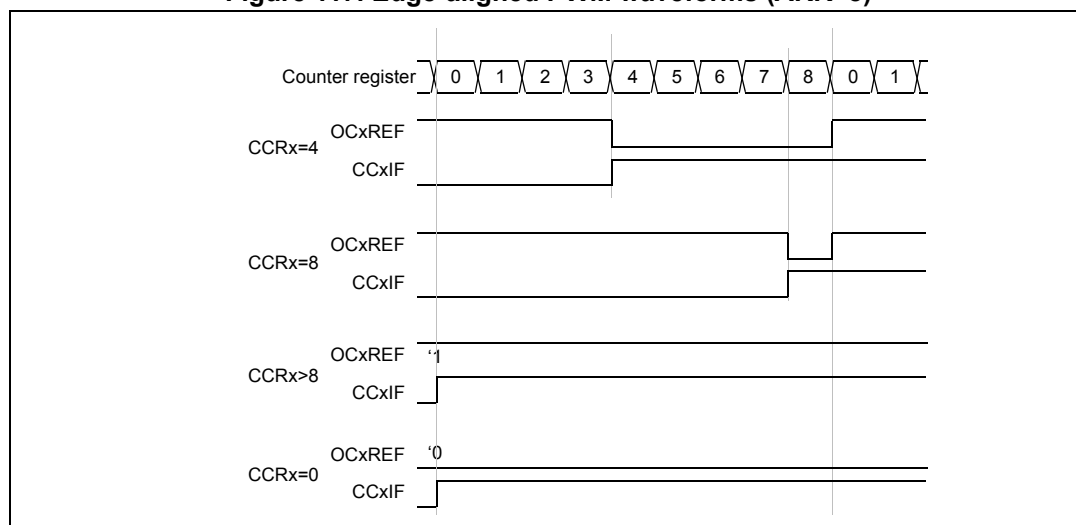 Figure 177. Edge-aligned PWM waveforms (ARR=8)
Counter register 0 1 2 3 4 5 6 7 8 0 1
OCxREF
CCRx=4
CCxIF
OCxREF
CCRx=8
CCxIF
OCxREF ‘1
CCRx>8
CCxIF
OCxREF ‘0
CCRx=0
CCxIF